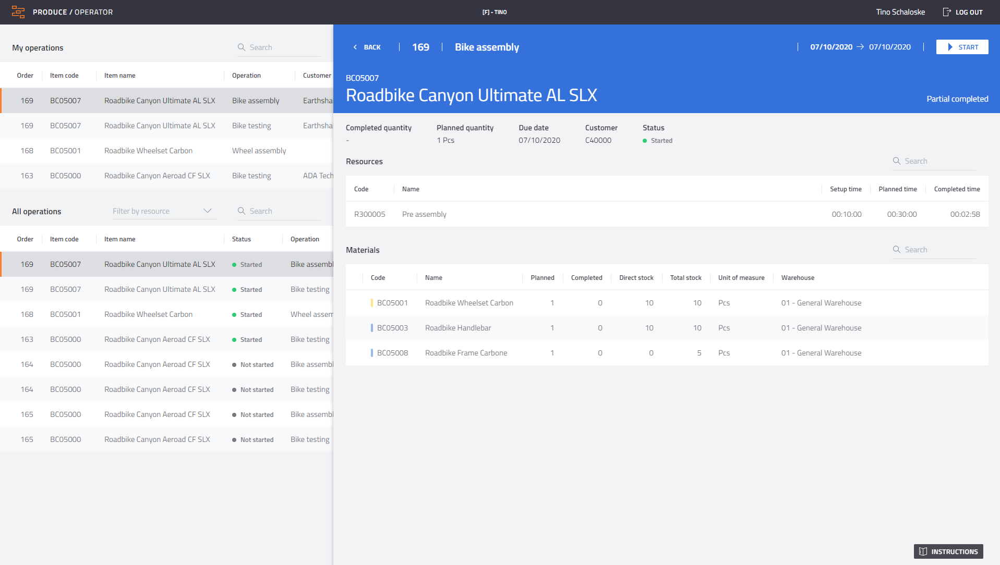 PRODUCE / OPERATOR
[F] - TINO
Tino Schaloske
LOG OUT
My operations
Search
Order Item code Item name Operation Customer
169 BC05007 Roadbike Canyon Ultimate AL SLX Bike assembly Earthsha
169 BC05007 Roadbike Canyon Ultimate AL SLX Bike testing Earthsha
168 BC05001 Roadbike Wheelset Carbon Wheel assembly
163 BC05000 Roadbike Canyon Aeroad CF SLX Bike testing ADA Tech
All operations
Filter by resource
Search
Order Item code Item name Status Operation
169 BC05007 Roadbike Canyon Ultimate AL SLX Started Bike assembl
169 BC05007 Roadbike Canyon Ultimate AL SLX Started Bike testing
168 BC05001 Roadbike Wheelset Carbon Started Wheel assem
163 BC05000 Roadbike Canyon Aeroad CF SLX Started Bike testing
164 BC05000 Roadbike Canyon Aeroad CF SLX Not started Bike assembl
164 BC05000 Roadbike Canyon Aeroad CF SLX Not started Bike testing
165 BC05000 Roadbike Canyon Aeroad CF SLX Not started Bike assembl
165 BC05000 Roadbike Canyon Aeroad CF SLX Not started Bike testing
BACK 169 Bike assembly 07/10/2020 → 07/10/2020 START
BC05007
Roadbike Canyon Ultimate AL SLX
Partial completed
Completed quantity Planned quantity Due date Customer Status
- 1 Pcs 07/10/2020 C40000 Started
Resources
Search
Code Name Setup time Planned time Completed time
R300005 Pre assembly 00:10:00 00:30:00 00:02:58
Materials
Search
Code Name Planned Completed Direct stock Total stock Unit of measure Warehouse
BC05001 Roadbike Wheelset Carbon 1 0 10 10 Pcs 01 - General Warehouse
BC05003 Roadbike Handlebar 1 0 10 10 Pcs 01 - General Warehouse
BC05008 Roadbike Frame Carbone 1 0 0 5 Pcs 01 - General Warehouse
INSTRUCTIONS